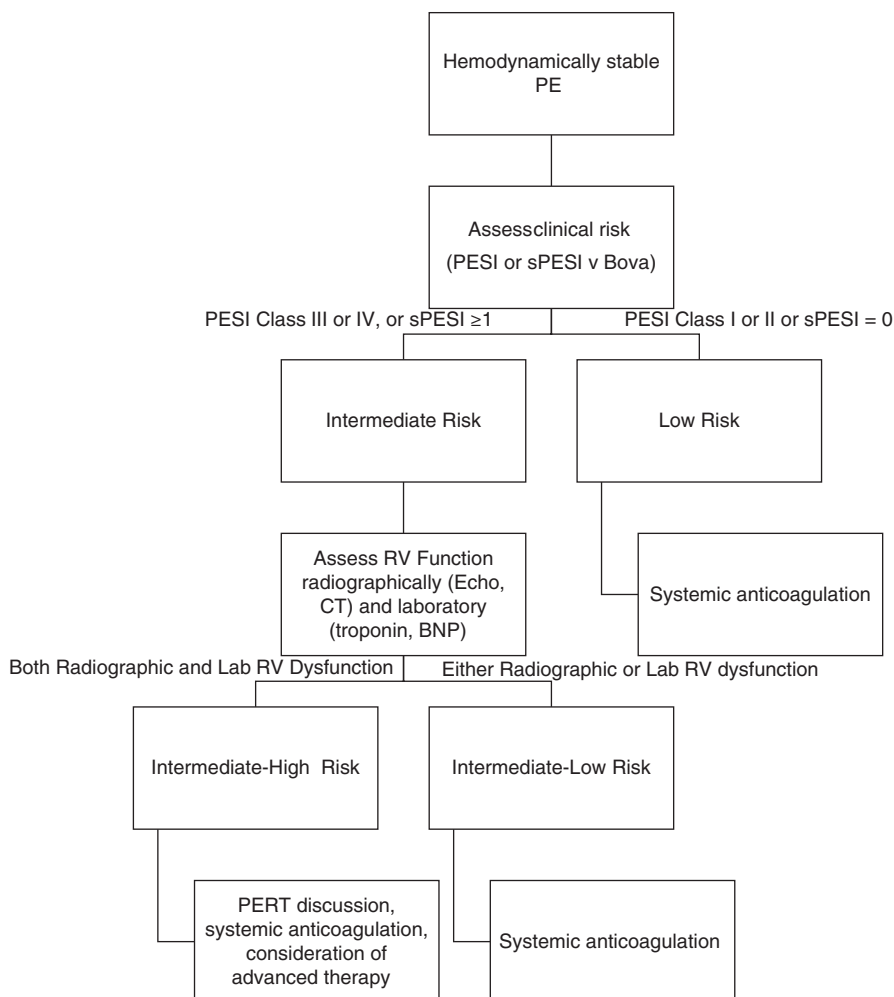 Hemodynamically stable
PE
Assessclinical risk
(PESI or sPESI v Bova)
PESI Class III or IV, or sPESI ≥1
PESI Class I or II or sPESI = 0
Intermediate Risk
Low Risk
Assess RV Function
radiographically (Echo,
CT) and laboratory
(troponin, BNP)
Systemic anticoagulation
Both Radiographic and Lab RV Dysfunction
Either Radiographic or Lab RV dysfunction
Intermediate-High Risk
Intermediate-Low Risk
PERT discussion,
systemic anticoagulation,
consideration of
advanced therapy
Systemic anticoagulation